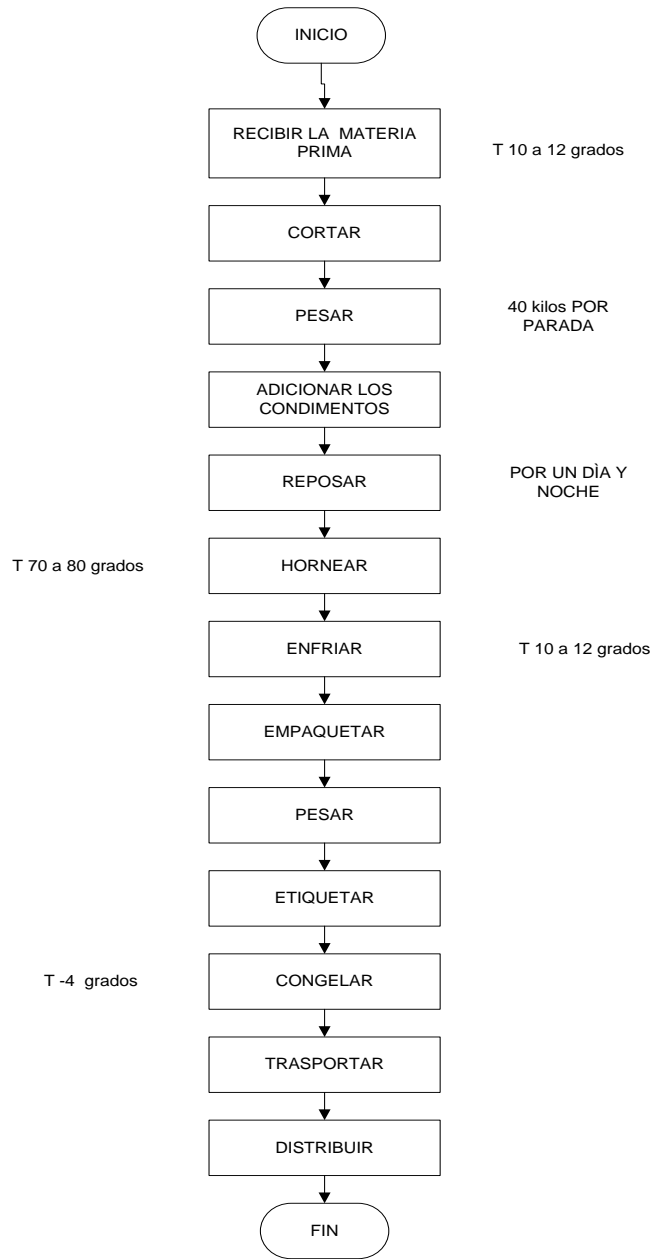 INICIO
RECIBIR LA MATERIA
PRIMA
T 10 a 12 grados
CORTAR
PESAR
40 kilos POR
PARADA
ADICIONAR LOS
CONDIMENTOS
REPOSAR
POR UN DÌA Y
NOCHE
T 70 a 80 grados
HORNEAR
ENFRIAR
T 10 a 12 grados
EMPAQUETAR
PESAR
ETIQUETAR
T -4 grados
CONGELAR
TRASPORTAR
DISTRIBUIR
FIN